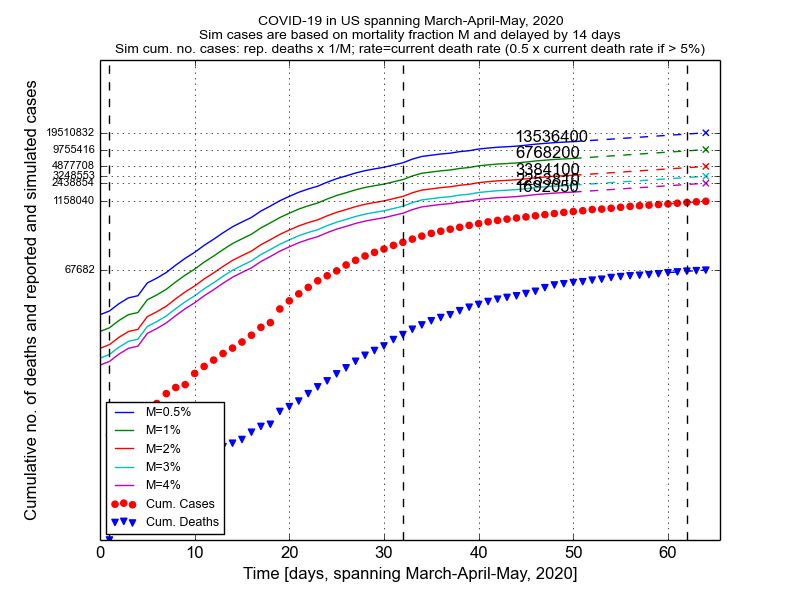 COVID-19 in US spanning March-April-May, 2020
Sim cases are based on mortality fraction M and delayed by 14 days
Sim cum. no. cases: rep. deaths x 1/M; rate=current death rate (0.5 x current death rate if > 5%)
Cumulative no. of deaths and reported and simulated cases
19510832
9755416
4877708
3248553
2438854
1158040
67682
13536400
6768200
3384100
1692050
M=0.5%
M=1%
M=2%
M=3%
M=4%
Cum. Cases
Cum. Deaths
0 10 20 30 40 50 60
Time [days, spanning March-April-May, 2020]